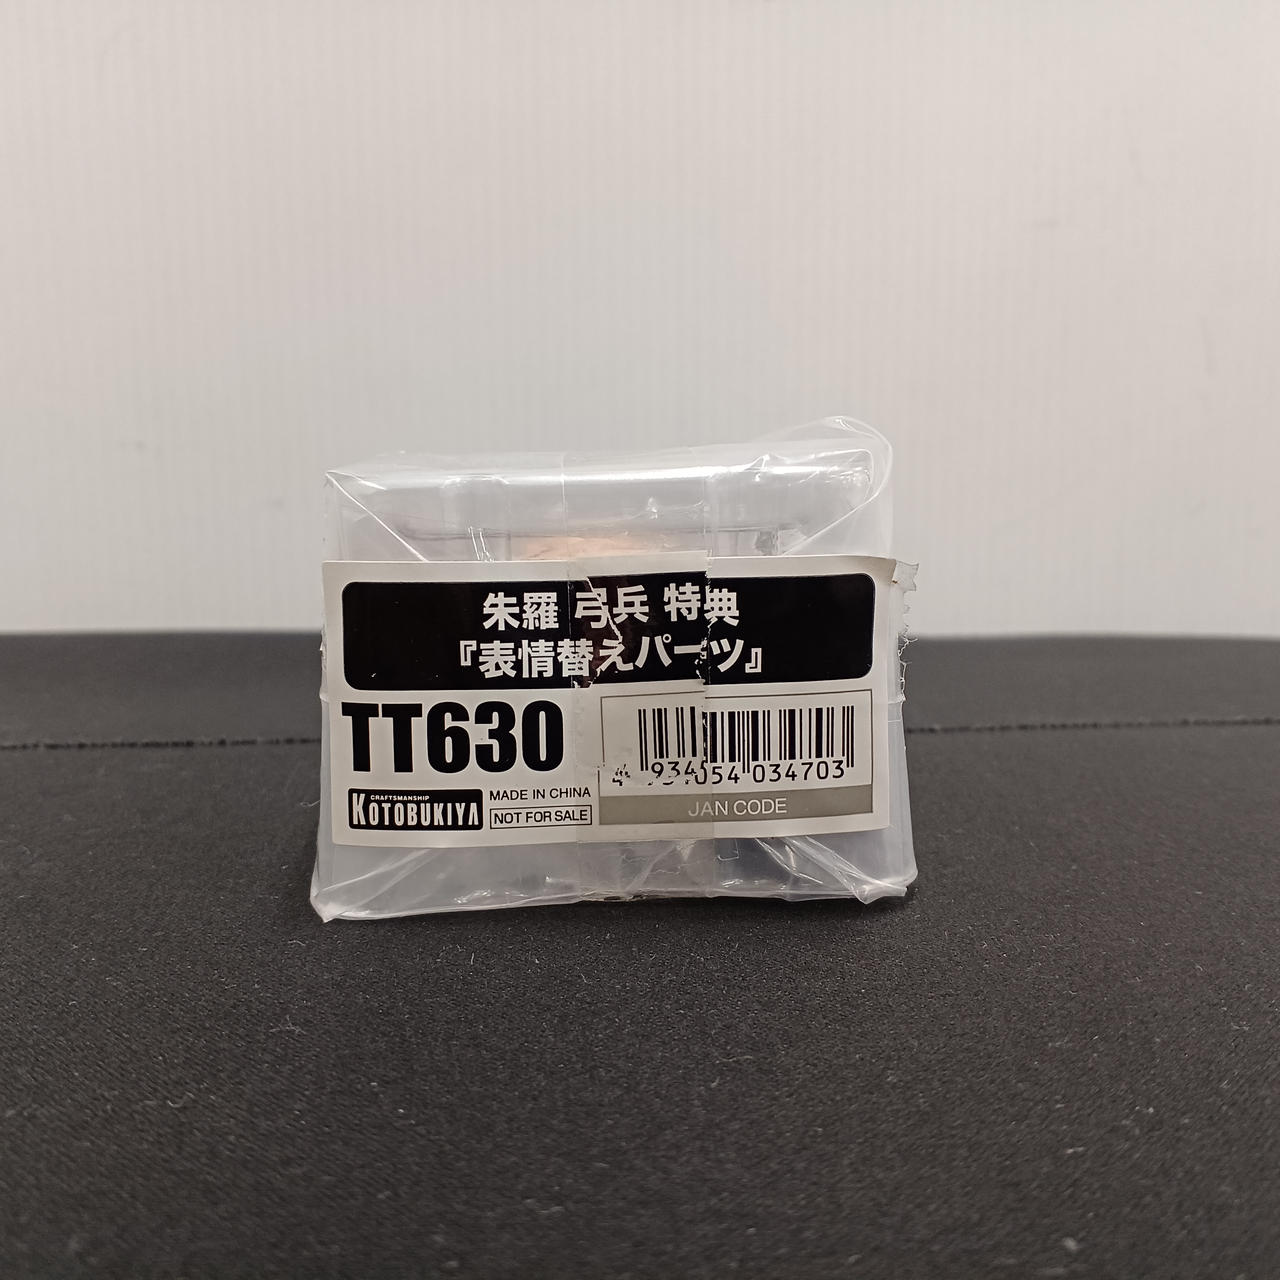 朱羅 弓兵 特典
『表情替えパーツ』
TT630
CRAFTSMANSHIP
KOTOBUKIYA
MADE IN CHINA
NOT FOR SALE
4 934054 034703
JAN CODE